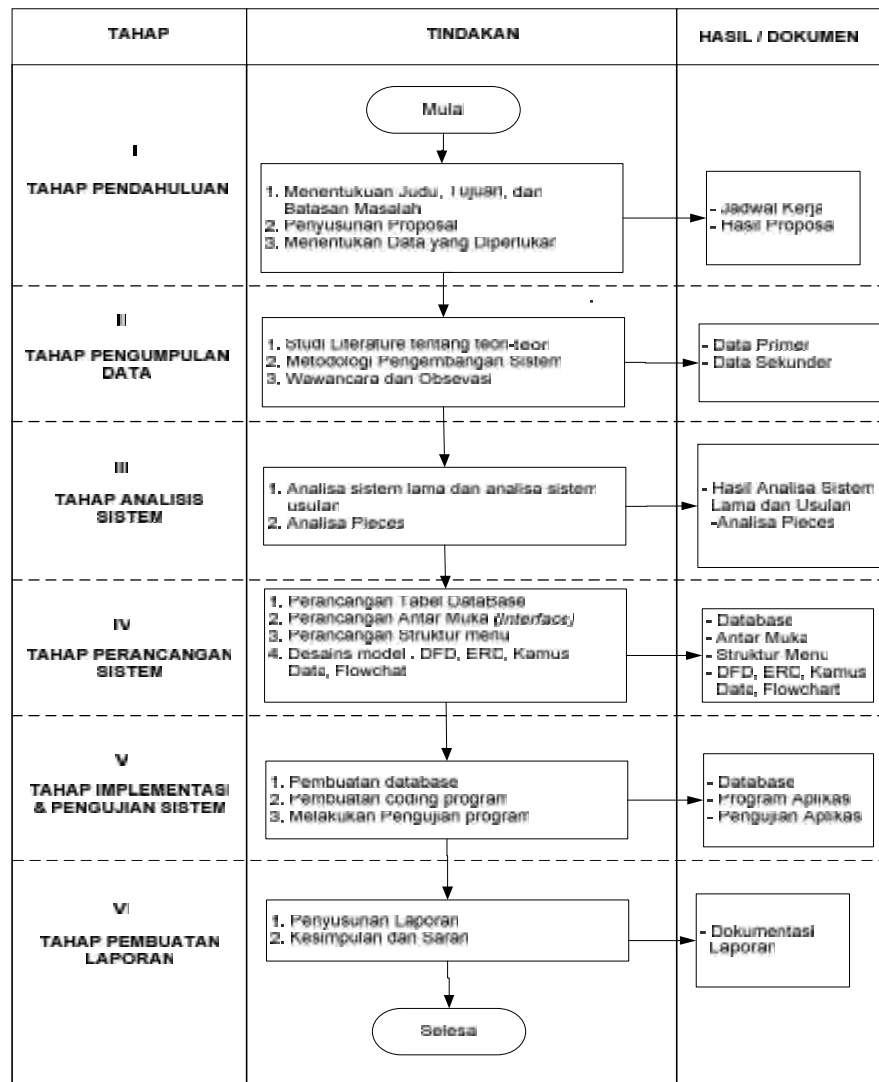 TAHAP
TINDAKAN
HASIL / DOKUMEN
Mulai
I
TAHAP PENDAHULUAN
1. Menentukuan Judu, Tujuan, dan
Batasan Masalah
2. Penyusunan Proposal
3. Menentukan Data yang Diperlukan
- Jadwal Kerja
- Hasil Proposal
II
TAHAP PENGUMPULAN
DATA
1. Studi Literature tentang teori-teori
2. Metodologi Pengembangan Sistem
3. Wawancara dan Obsevasi
- Data Primer
- Data Sekunder
III
TAHAP ANALISIS
SISTEM
1. Analisa sistem lama dan analisa sistem
usulan
2. Analisa Pieces
- Hasil Analisa Sistem
Lama dan Usulan
-Analisa Pieces
IV
TAHAP PERANCANGAN
SISTEM
1. Perancangan Tabel DataBase
2. Perancangan Antar Muka (Interface)
3. Perancangan Struktur menu
4. Desains model . DFD, ERD, Kamus
Data, Flowchat
- Database
- Antar Muka
- Struktur Menu
- DFD, ERD, Kamus
Data, Flowchart
V
TAHAP IMPLEMENTASI
& PENGUJIAN SISTEM
1. Pembuatan database
2. Pembuatan coding program
3. Melakukan Pengujian program
- Database
- Program Aplikas
- Pengujian Aplikas
VI
TAHAP PEMBUATAN
LAPORAN
1. Penyusunan Laporan
2. Kesimpulan dan Saran
- Dokumentasi
Laporan
Selesa